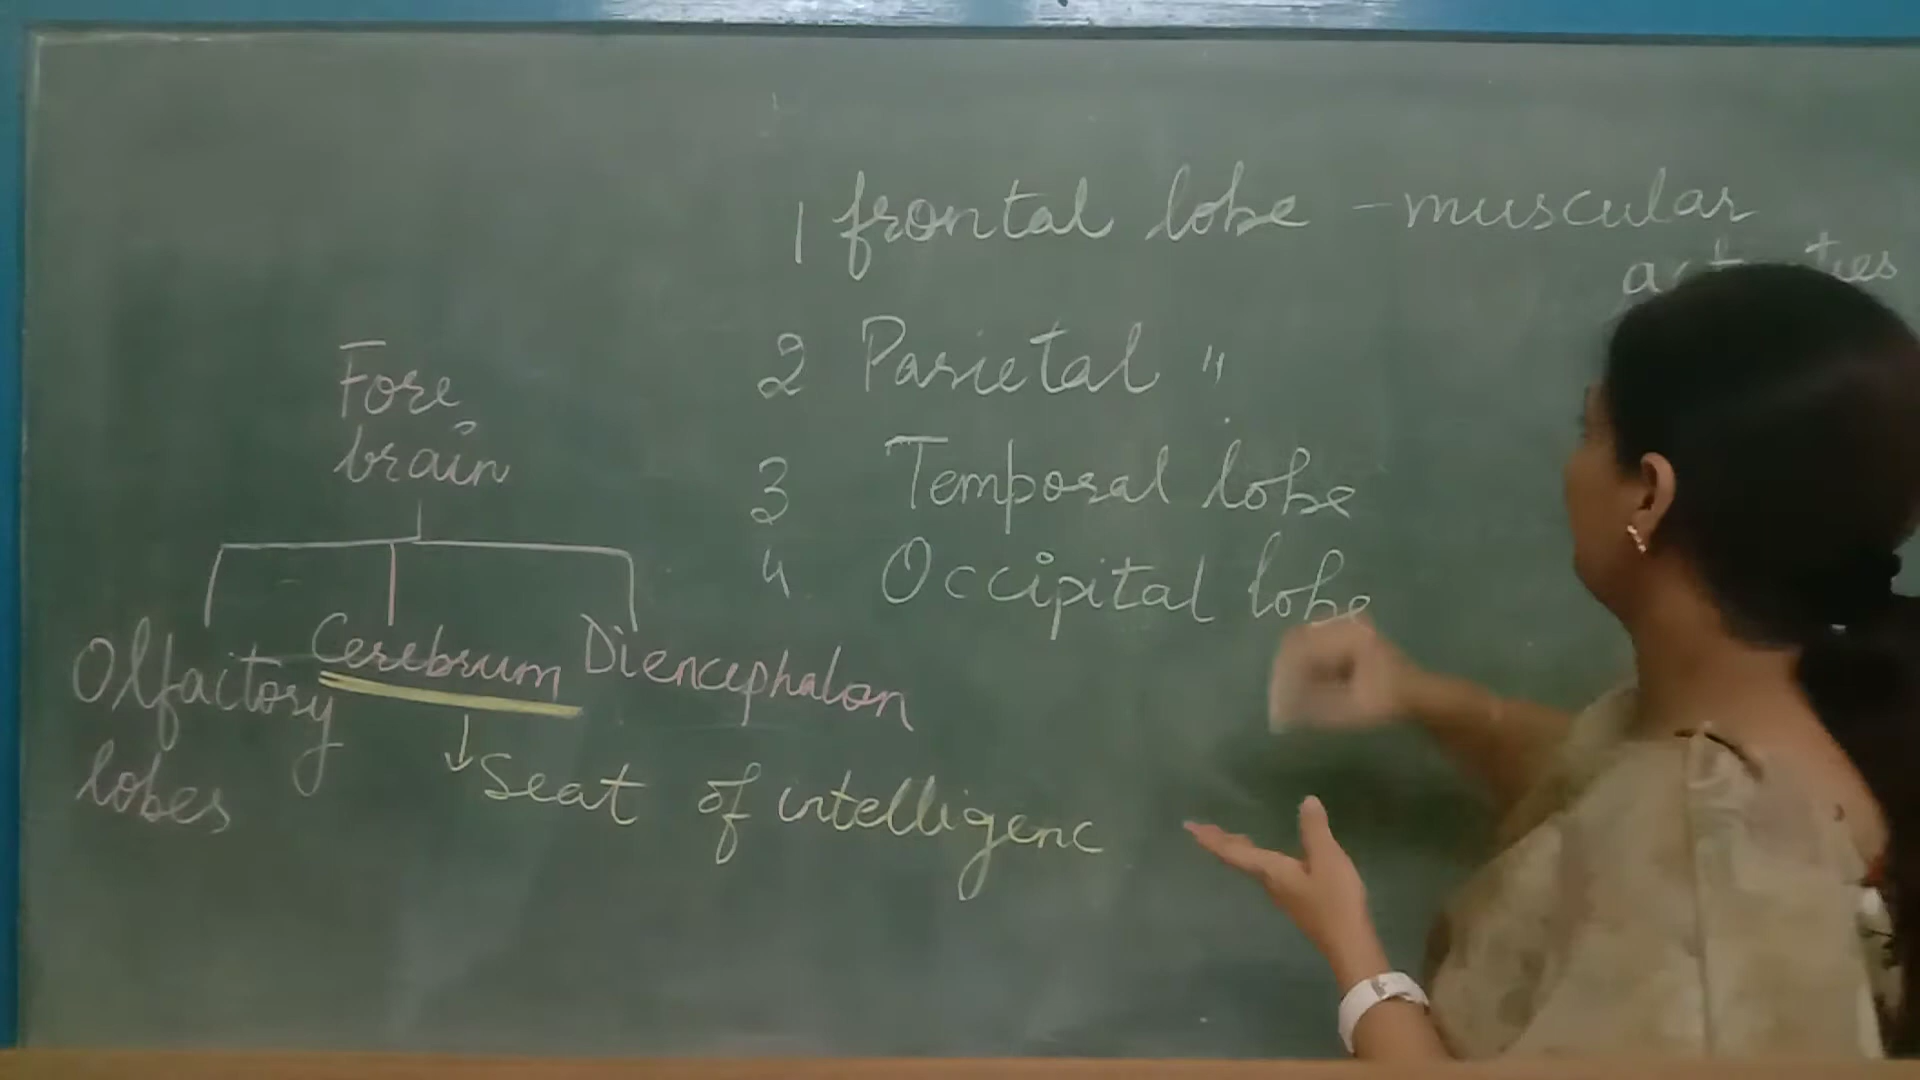 Fore
brain
Olfactory
lobes
Cerebrum
Diencephalon
↓ Seat of intelligenc
1 frontal lobe - muscular
2 Parietal "
3 Temporal lobe
4 Occipital lobe